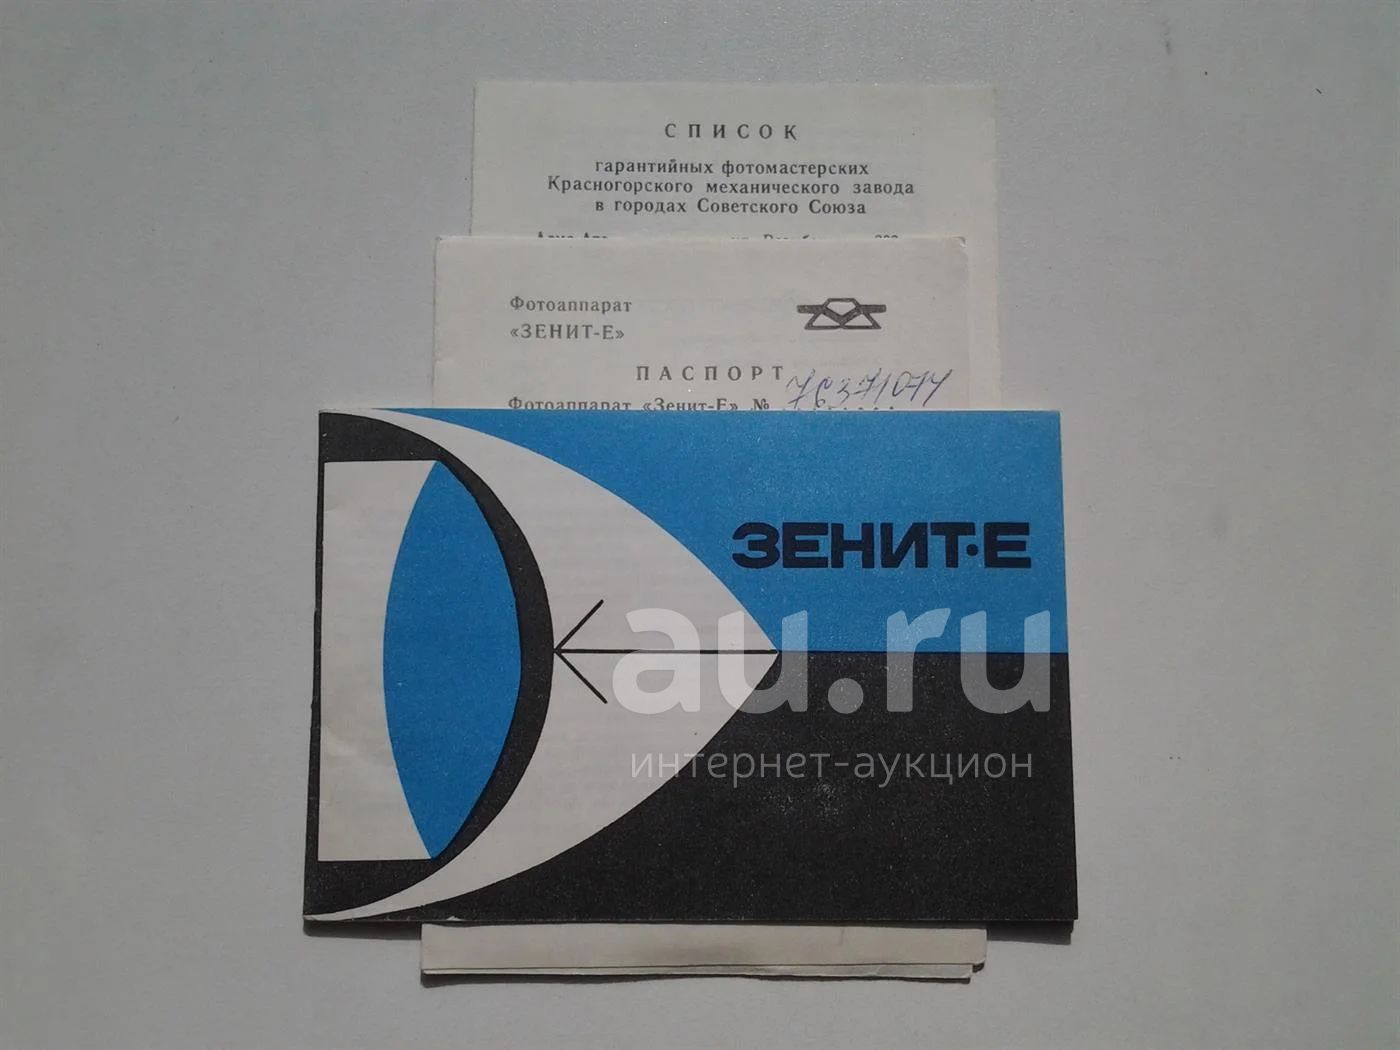 СПИСОК
гарантийных фотомастерских
Красногорского механического завода
в городах Советского Союза
Фотоаппарат
«ЗЕНИТ-Е»
ПАСПОРТ
Фотоаппарат «Зенит-Е» № 76371074
ЗЕНИТ-Е
au.ru
интернет-аукцион